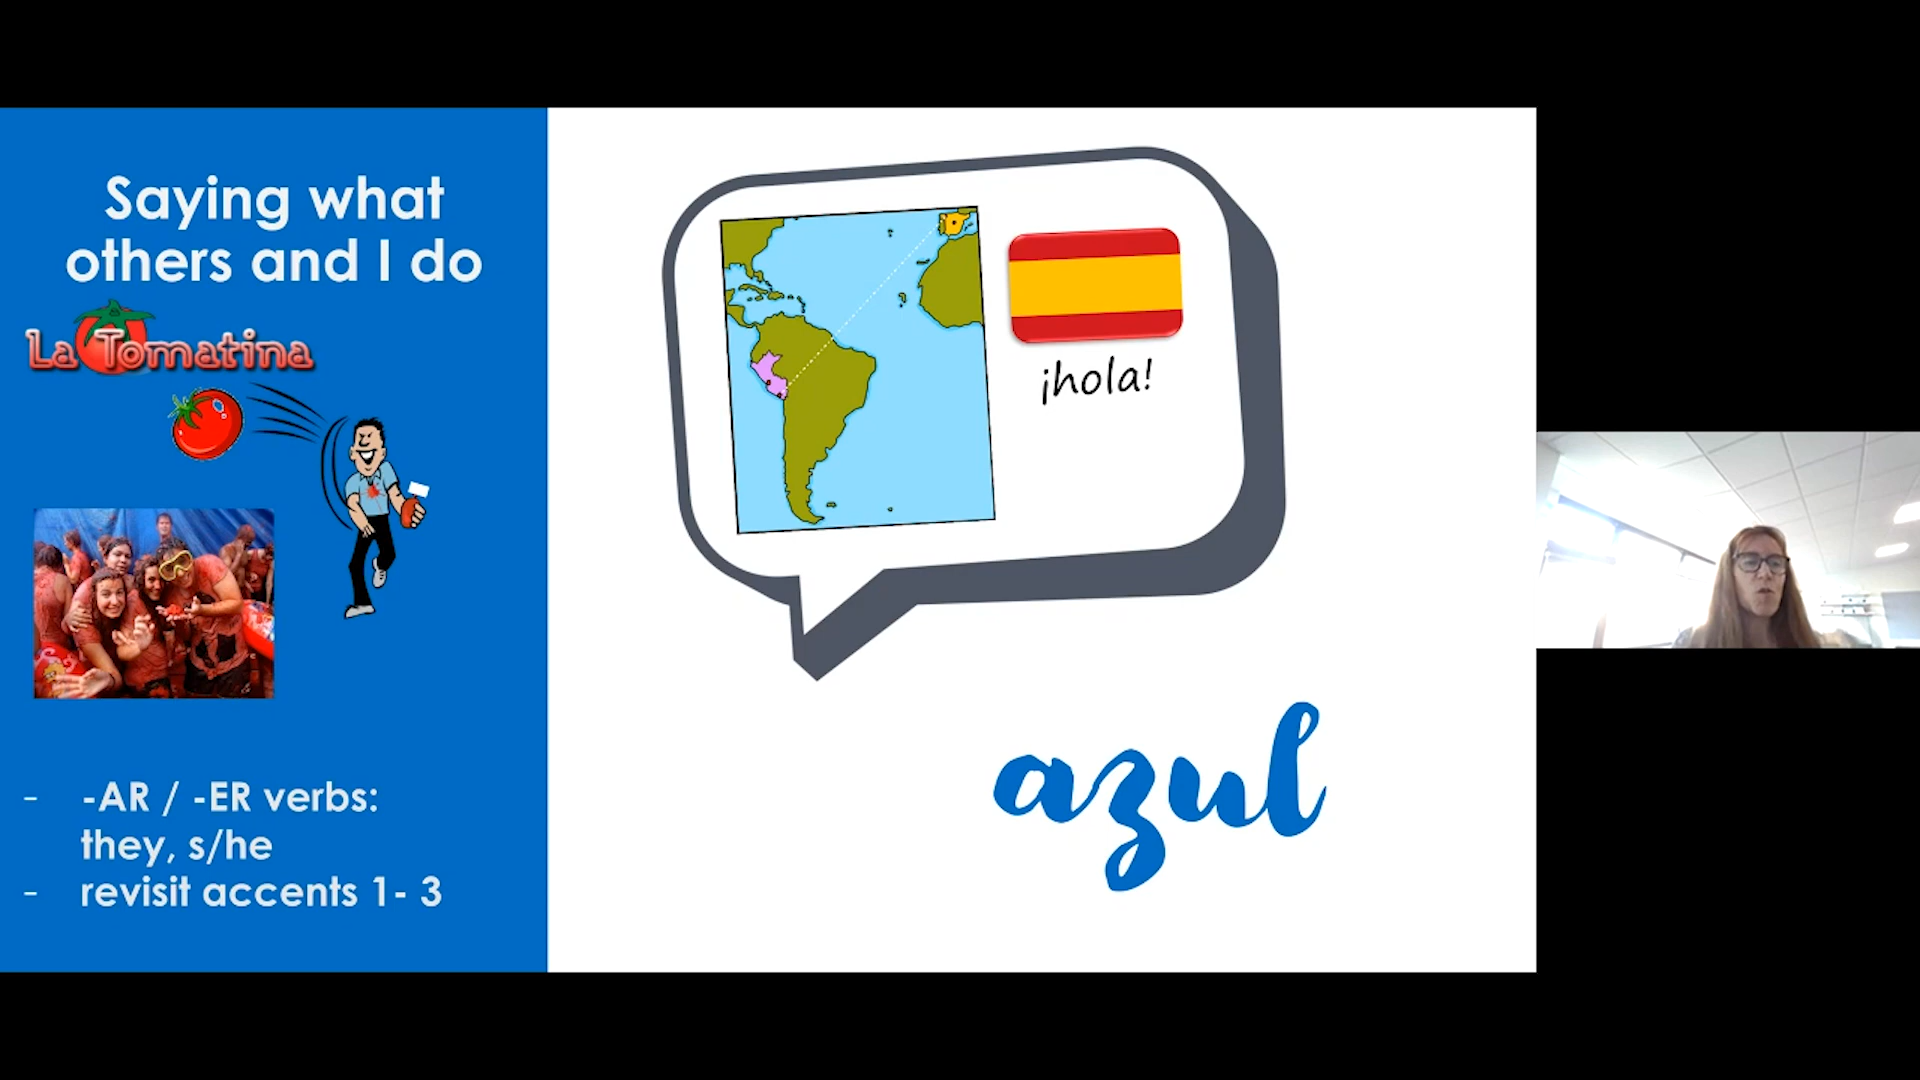 Saying what
others and I do
La Tomatina
- -AR / -ER verbs:
they, s/he
- revisit accents 1- 3
¡hola!
azul